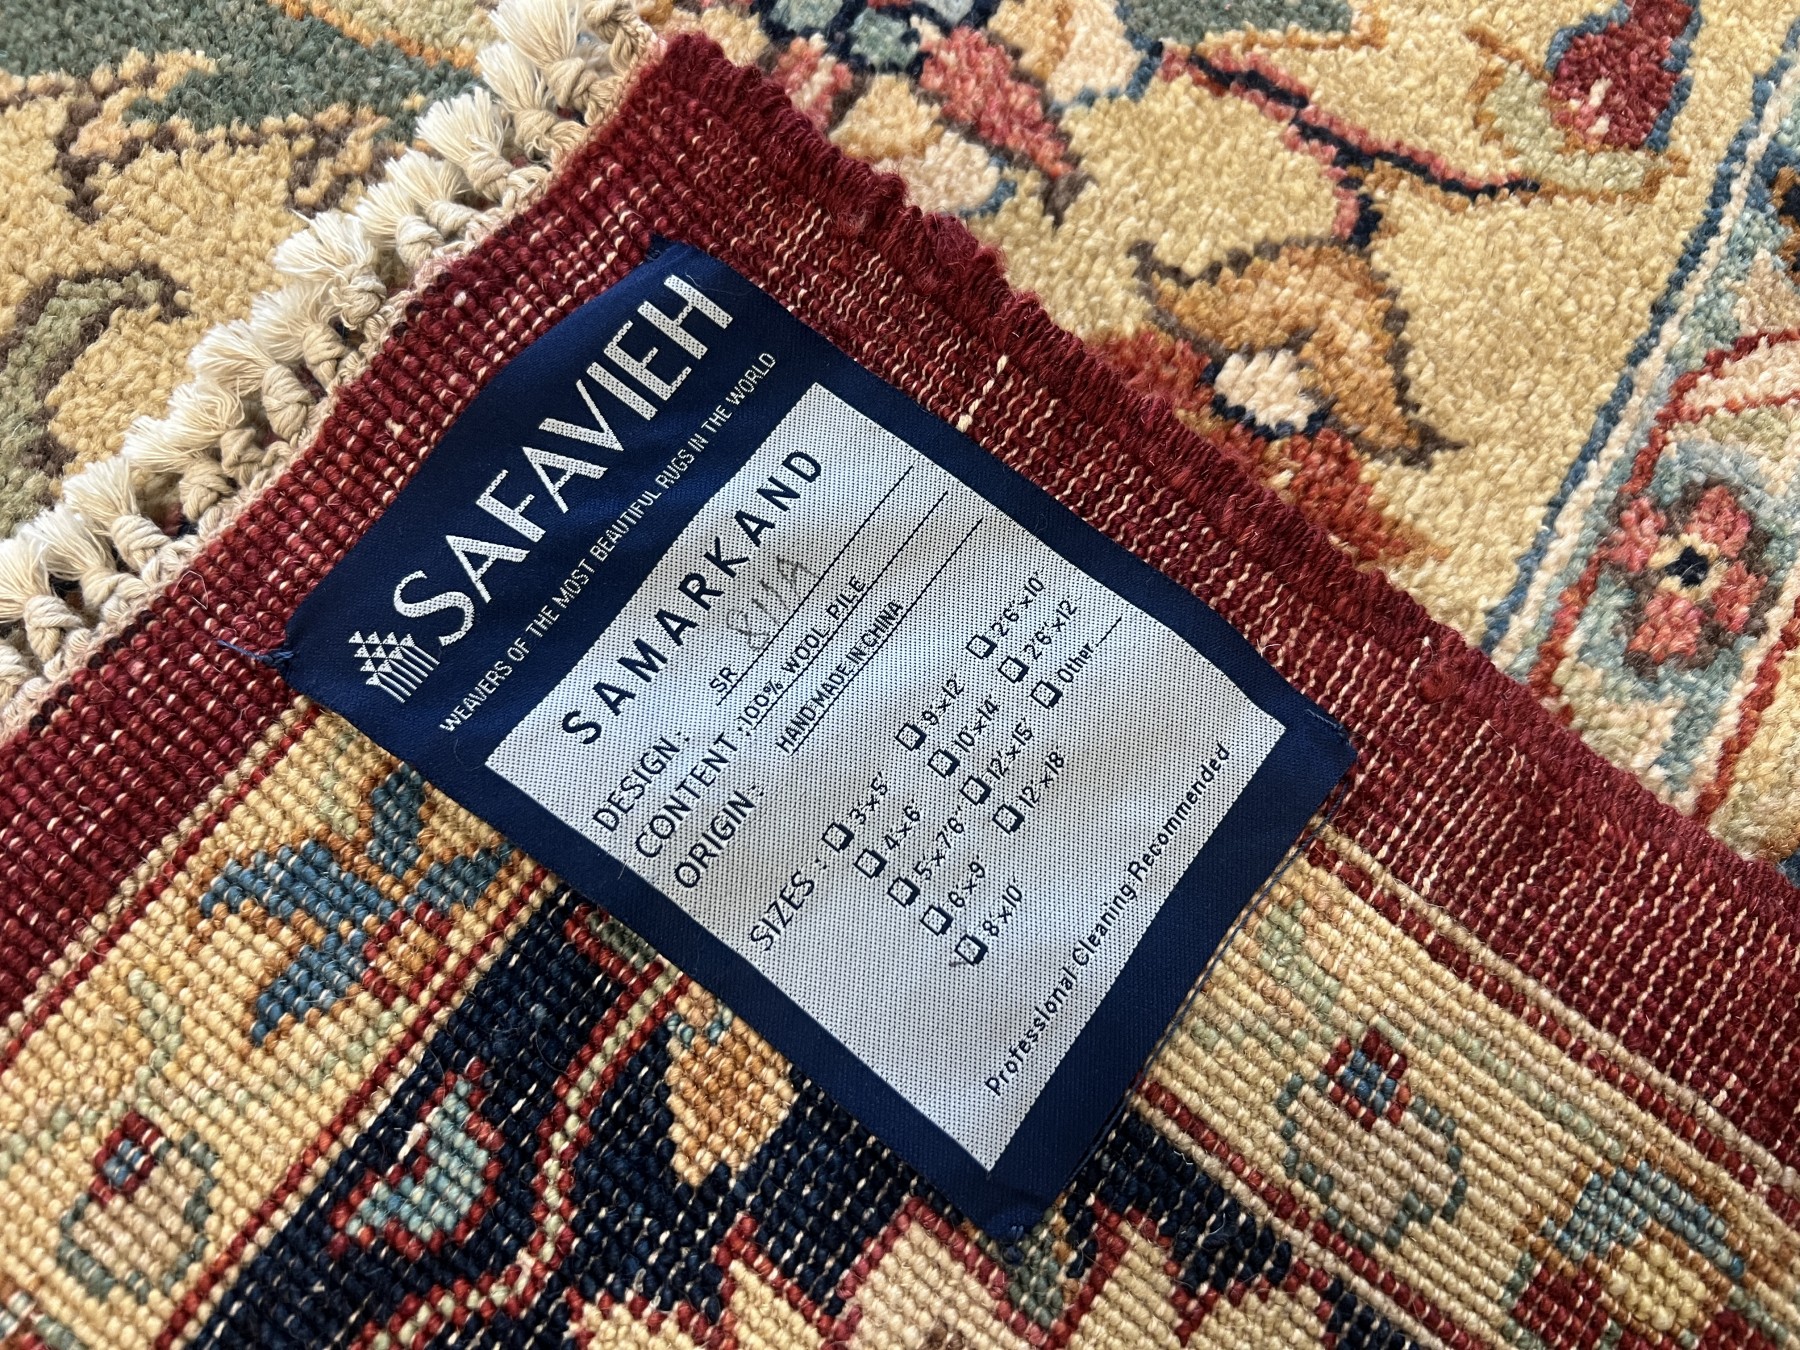 SAFAVIEH
WEAVERS OF THE MOST BEAUTIFUL RUGS IN THE WORLD
SAMARKAND
DESIGN: SR 811A
CONTENT: 100% WOOL PILE
ORIGIN: HAND MADE IN CHINA
SIZES: 3'×5' 9'×12' 2'6"×10'
4'×6' 10'×14' 2'6"×12'
5'×7'6" 12'×15' Other
6'×9' 12'×18'
8'×10'
Professional Cleaning Recommended